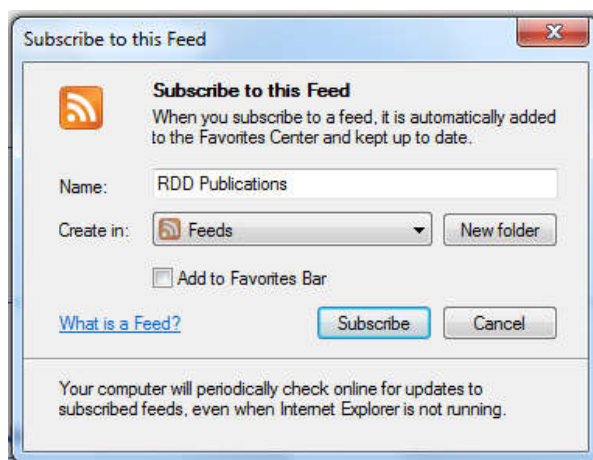 Subscribe to this Feed
Subscribe to this Feed
When you subscribe to a feed, it is automatically added
to the Favorites Center and kept up to date.
Name: RDD Publications
Create in: Feeds New folder
Add to Favorites Bar
What is a Feed? Subscribe Cancel
Your computer will periodically check online for updates to
subscribed feeds, even when Internet Explorer is not running.